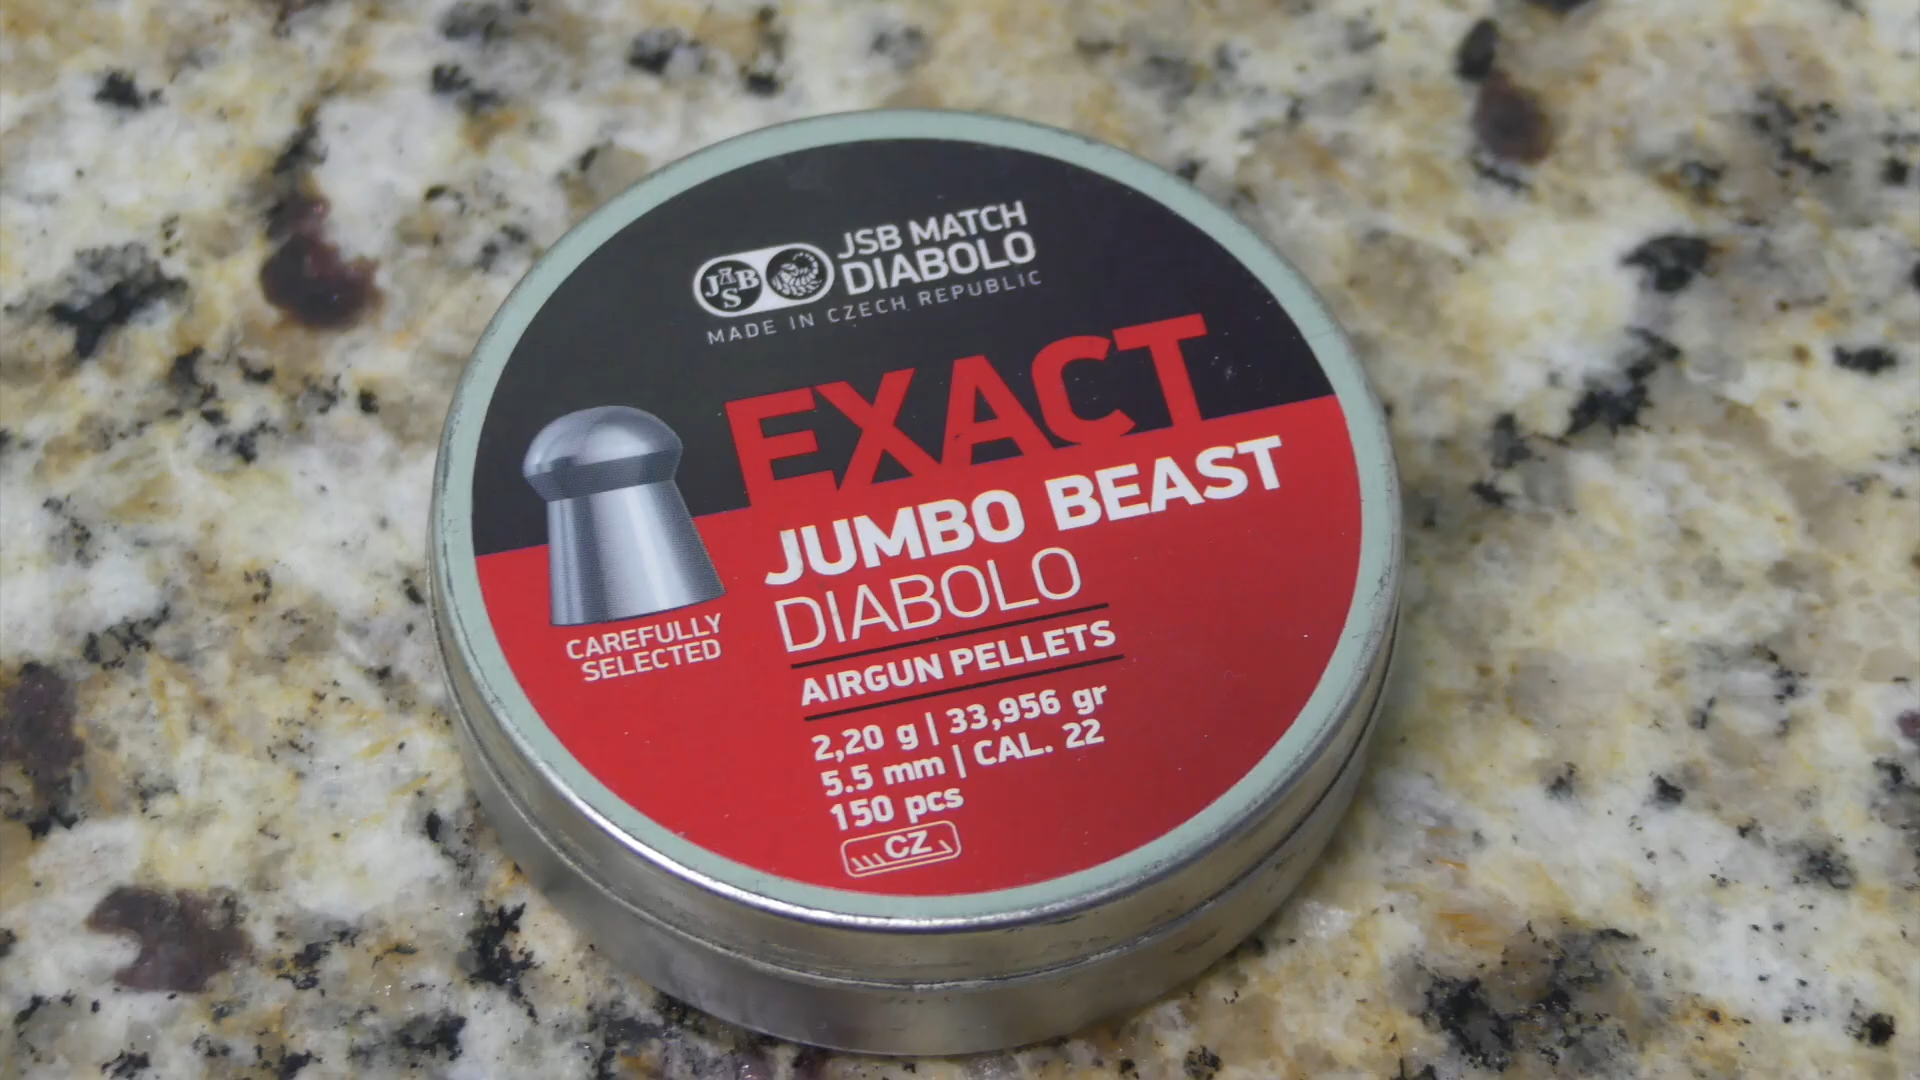 JASB
JSB MATCH
DIABOLO
MADE IN CZECH REPUBLIC
EXACT
JUMBO BEAST
DIABOLO
AIRGUN PELLETS
CAREFULLY
SELECTED
2,20 g | 33,956 gr
5.5 mm | CAL. 22
150 pcs
CZ